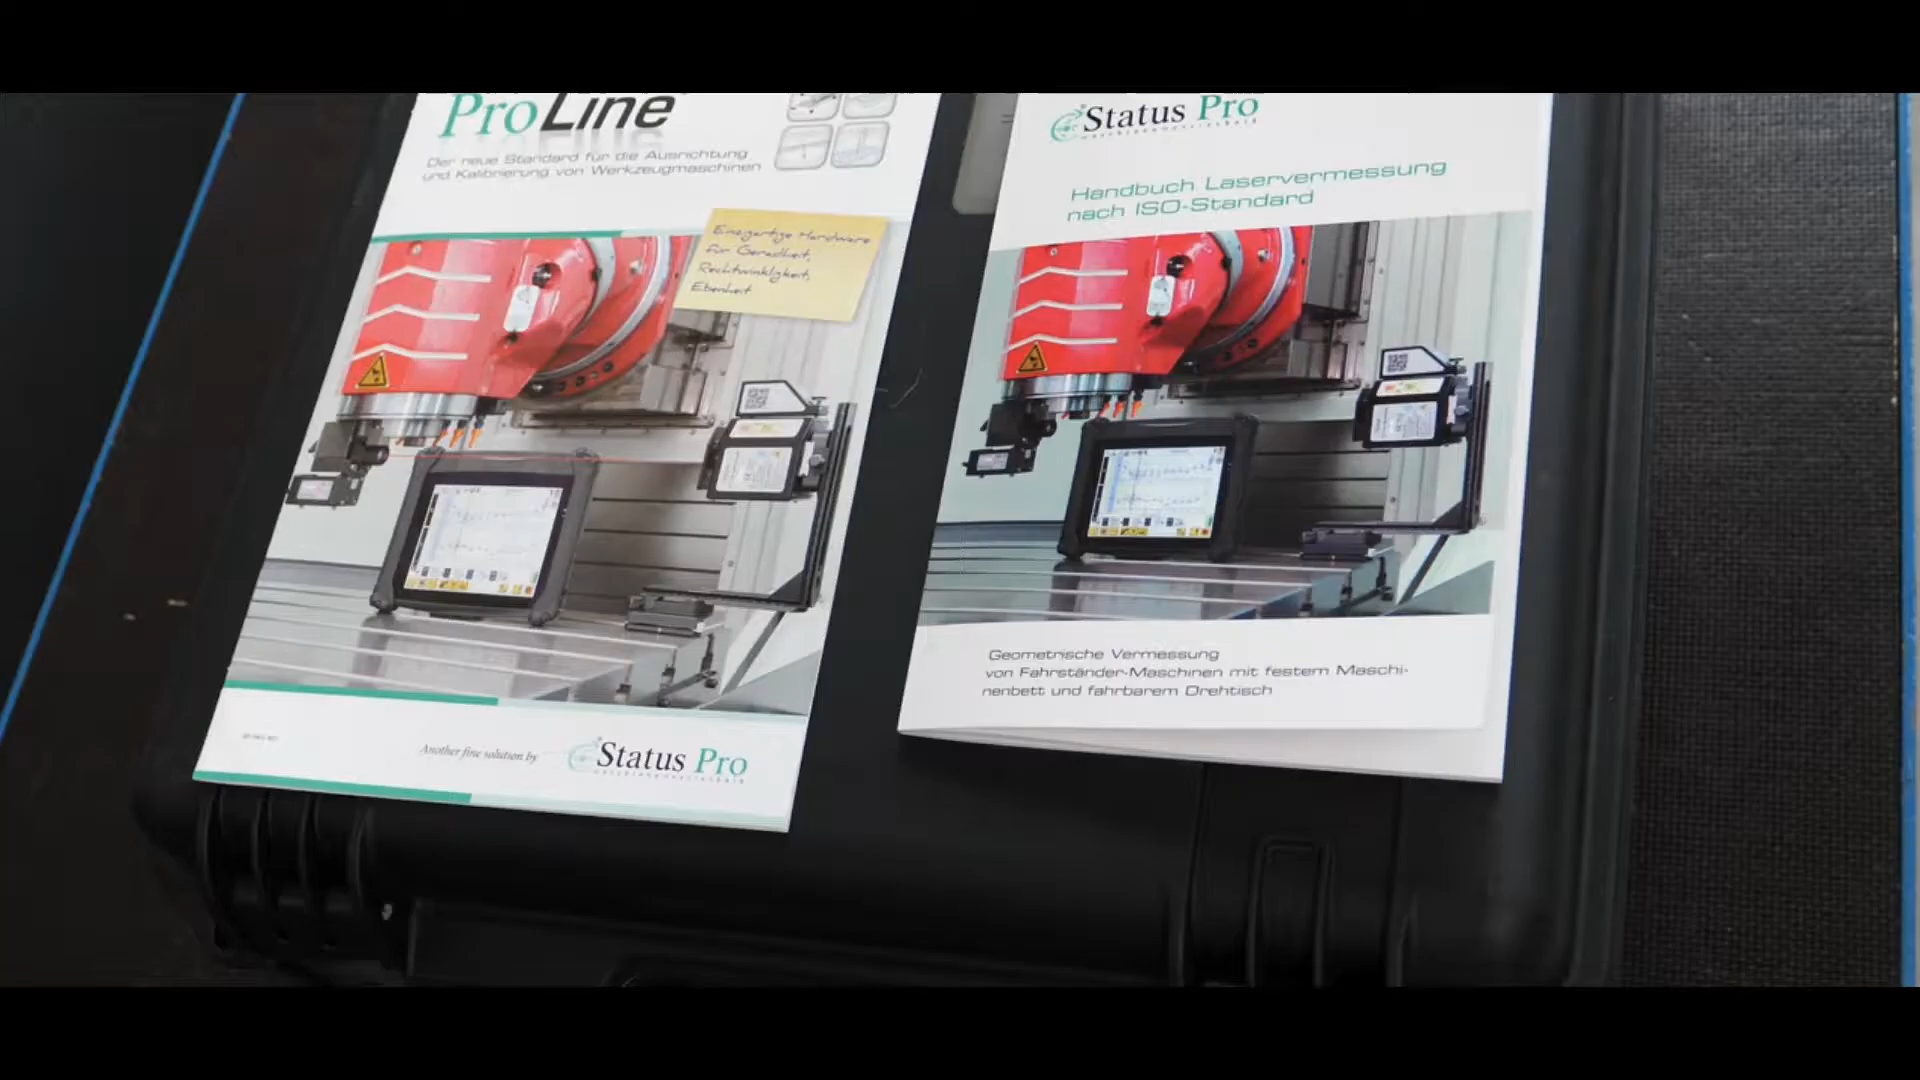 ProLine
Der neue Standard für die Ausrichtung
und Kalibrierung von Werkzeugmaschinen
Einzigartige Hardware
für Geradheit,
Rechtwinkligkeit,
Ebenheit
Another fine solution by
Status Pro
Status Pro
Handbuch Laservermessung
nach ISO-Standard
Geometrische Vermessung
von Fahrständer-Maschinen mit festem Maschi-
nenbett und fahrbarem Drehtisch